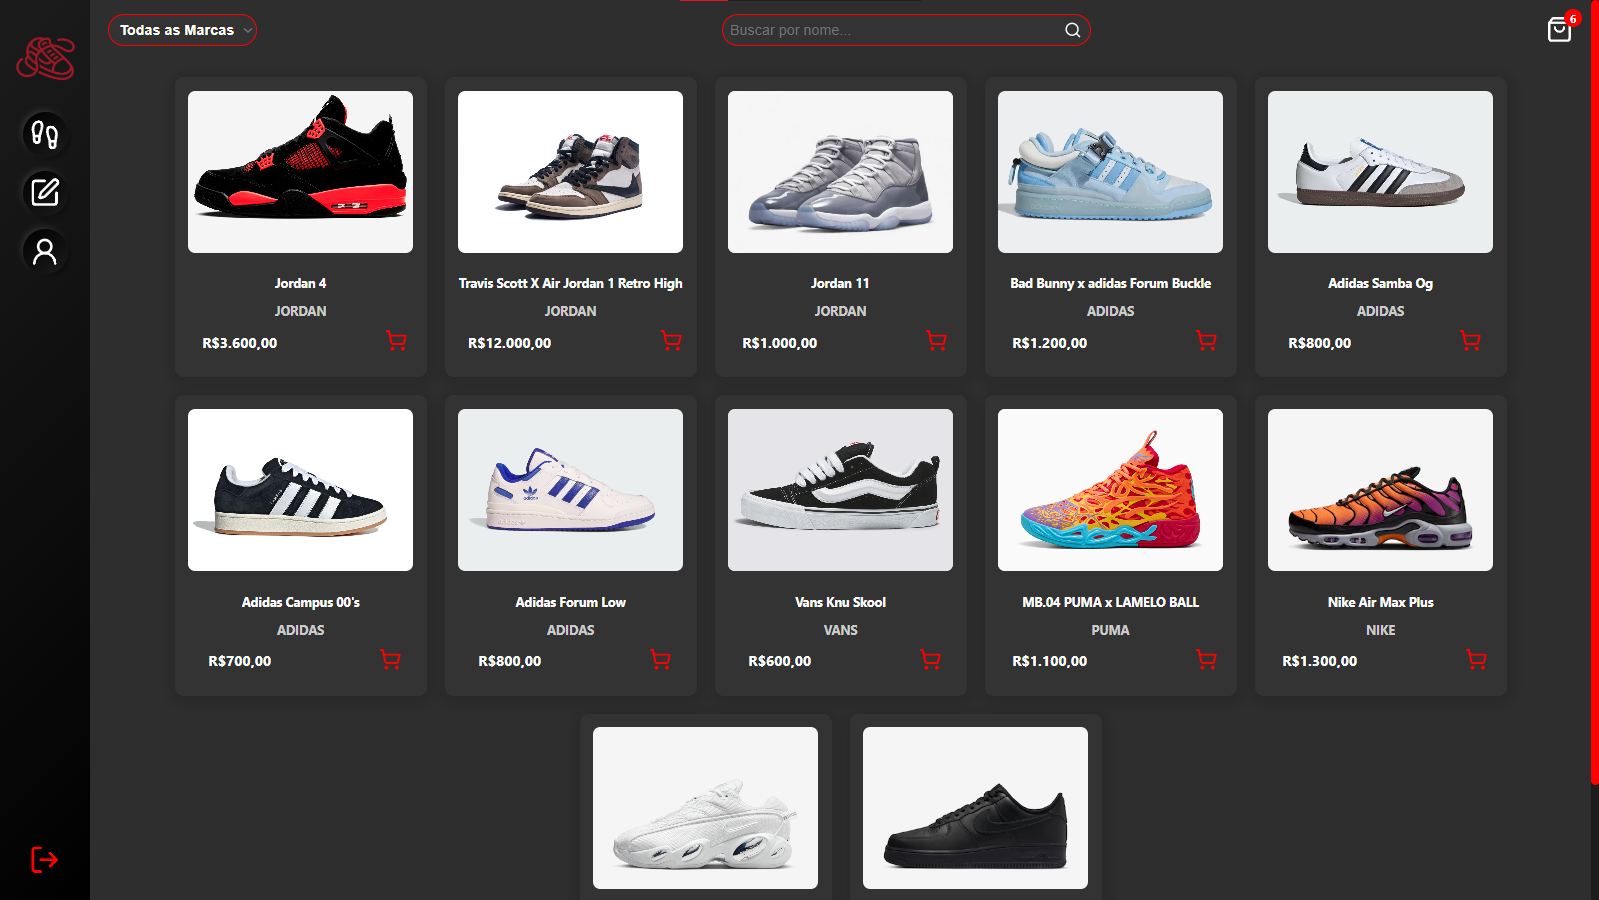 Todas as Marcas
Buscar por nome...
6
Jordan 4
JORDAN
R$3.600,00
Travis Scott X Air Jordan 1 Retro High
JORDAN
R$12.000,00
Jordan 11
JORDAN
R$1.000,00
Bad Bunny x adidas Forum Buckle
ADIDAS
R$1.200,00
Adidas Samba Og
ADIDAS
R$800,00
Adidas Campus 00's
ADIDAS
R$700,00
Adidas Forum Low
ADIDAS
R$800,00
Vans Knu Skool
VANS
R$600,00
MB.04 PUMA x LAMELO BALL
PUMA
R$1.100,00
Nike Air Max Plus
NIKE
R$1.300,00